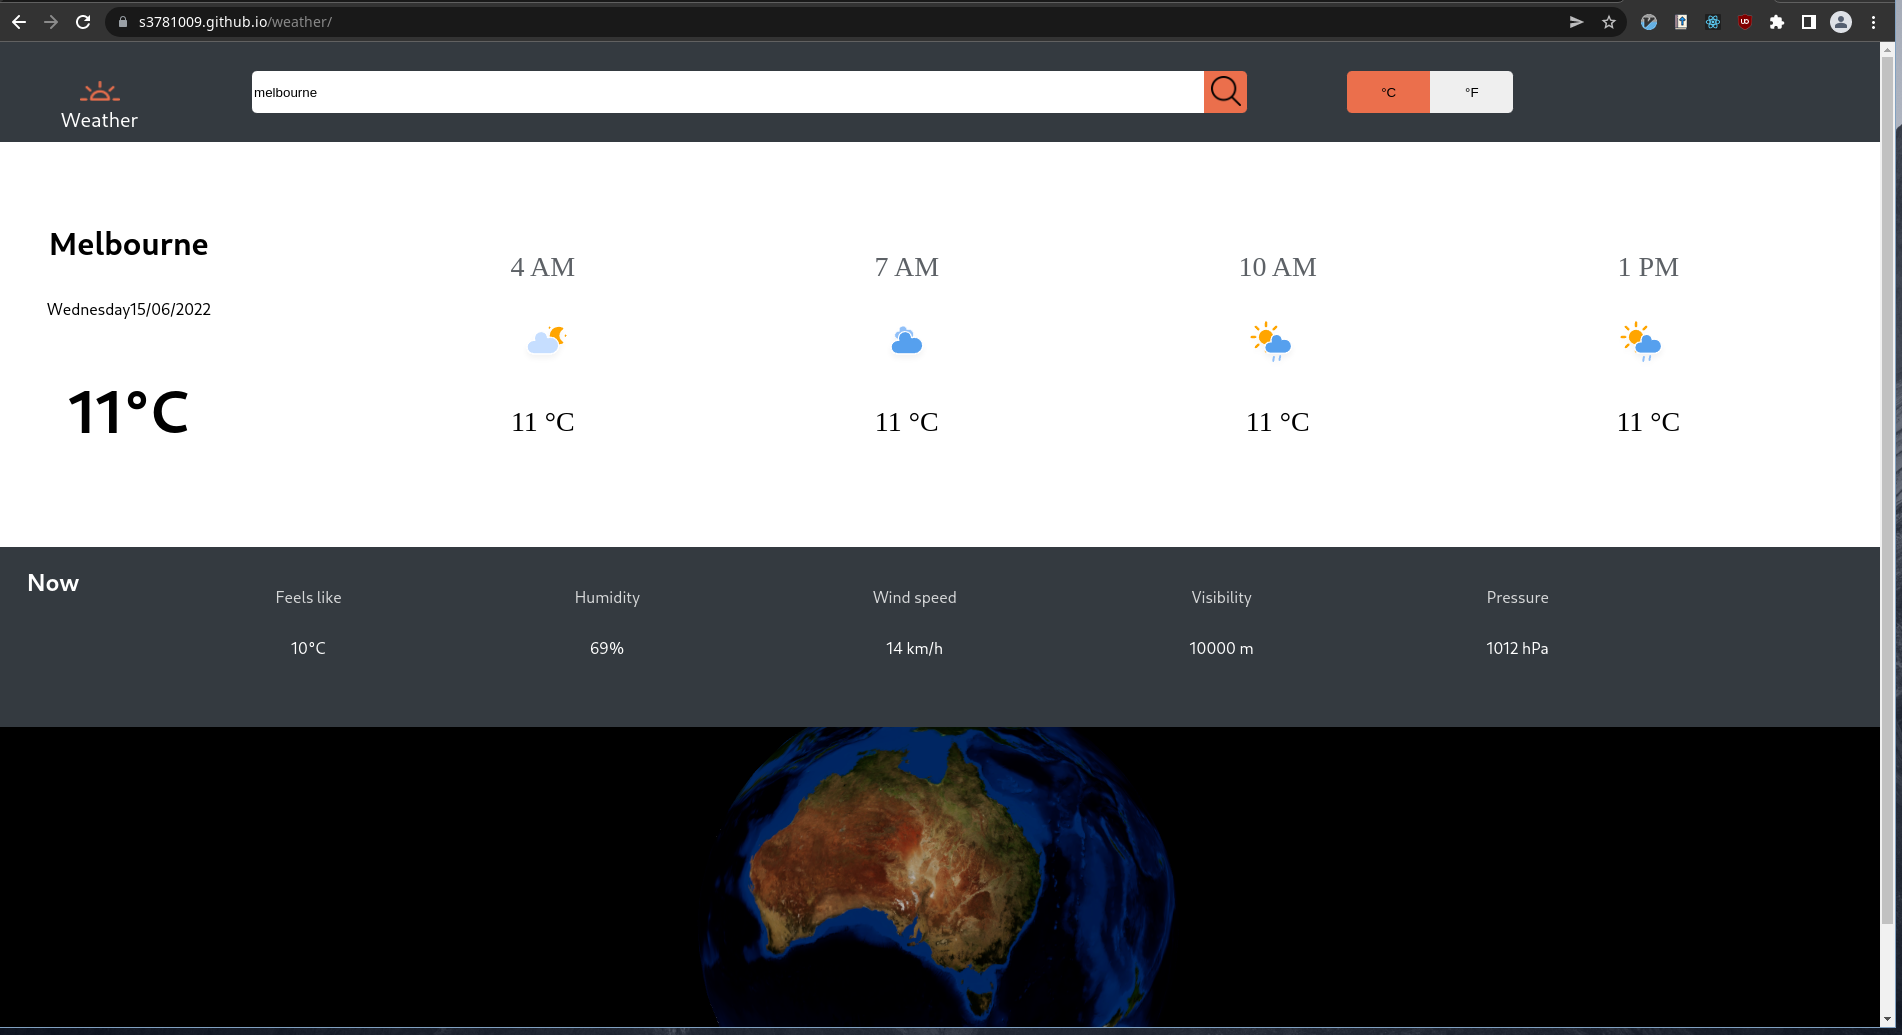 s3781009.github.io/weather/
Weather
melbourne
°C
°F
Melbourne
Wednesday15/06/2022
11°C
4 AM
7 AM
10 AM
1 PM
11 °C
11 °C
11 °C
11 °C
Now
Feels like
Humidity
Wind speed
Visibility
Pressure
10°C
69%
14 km/h
10000 m
1012 hPa